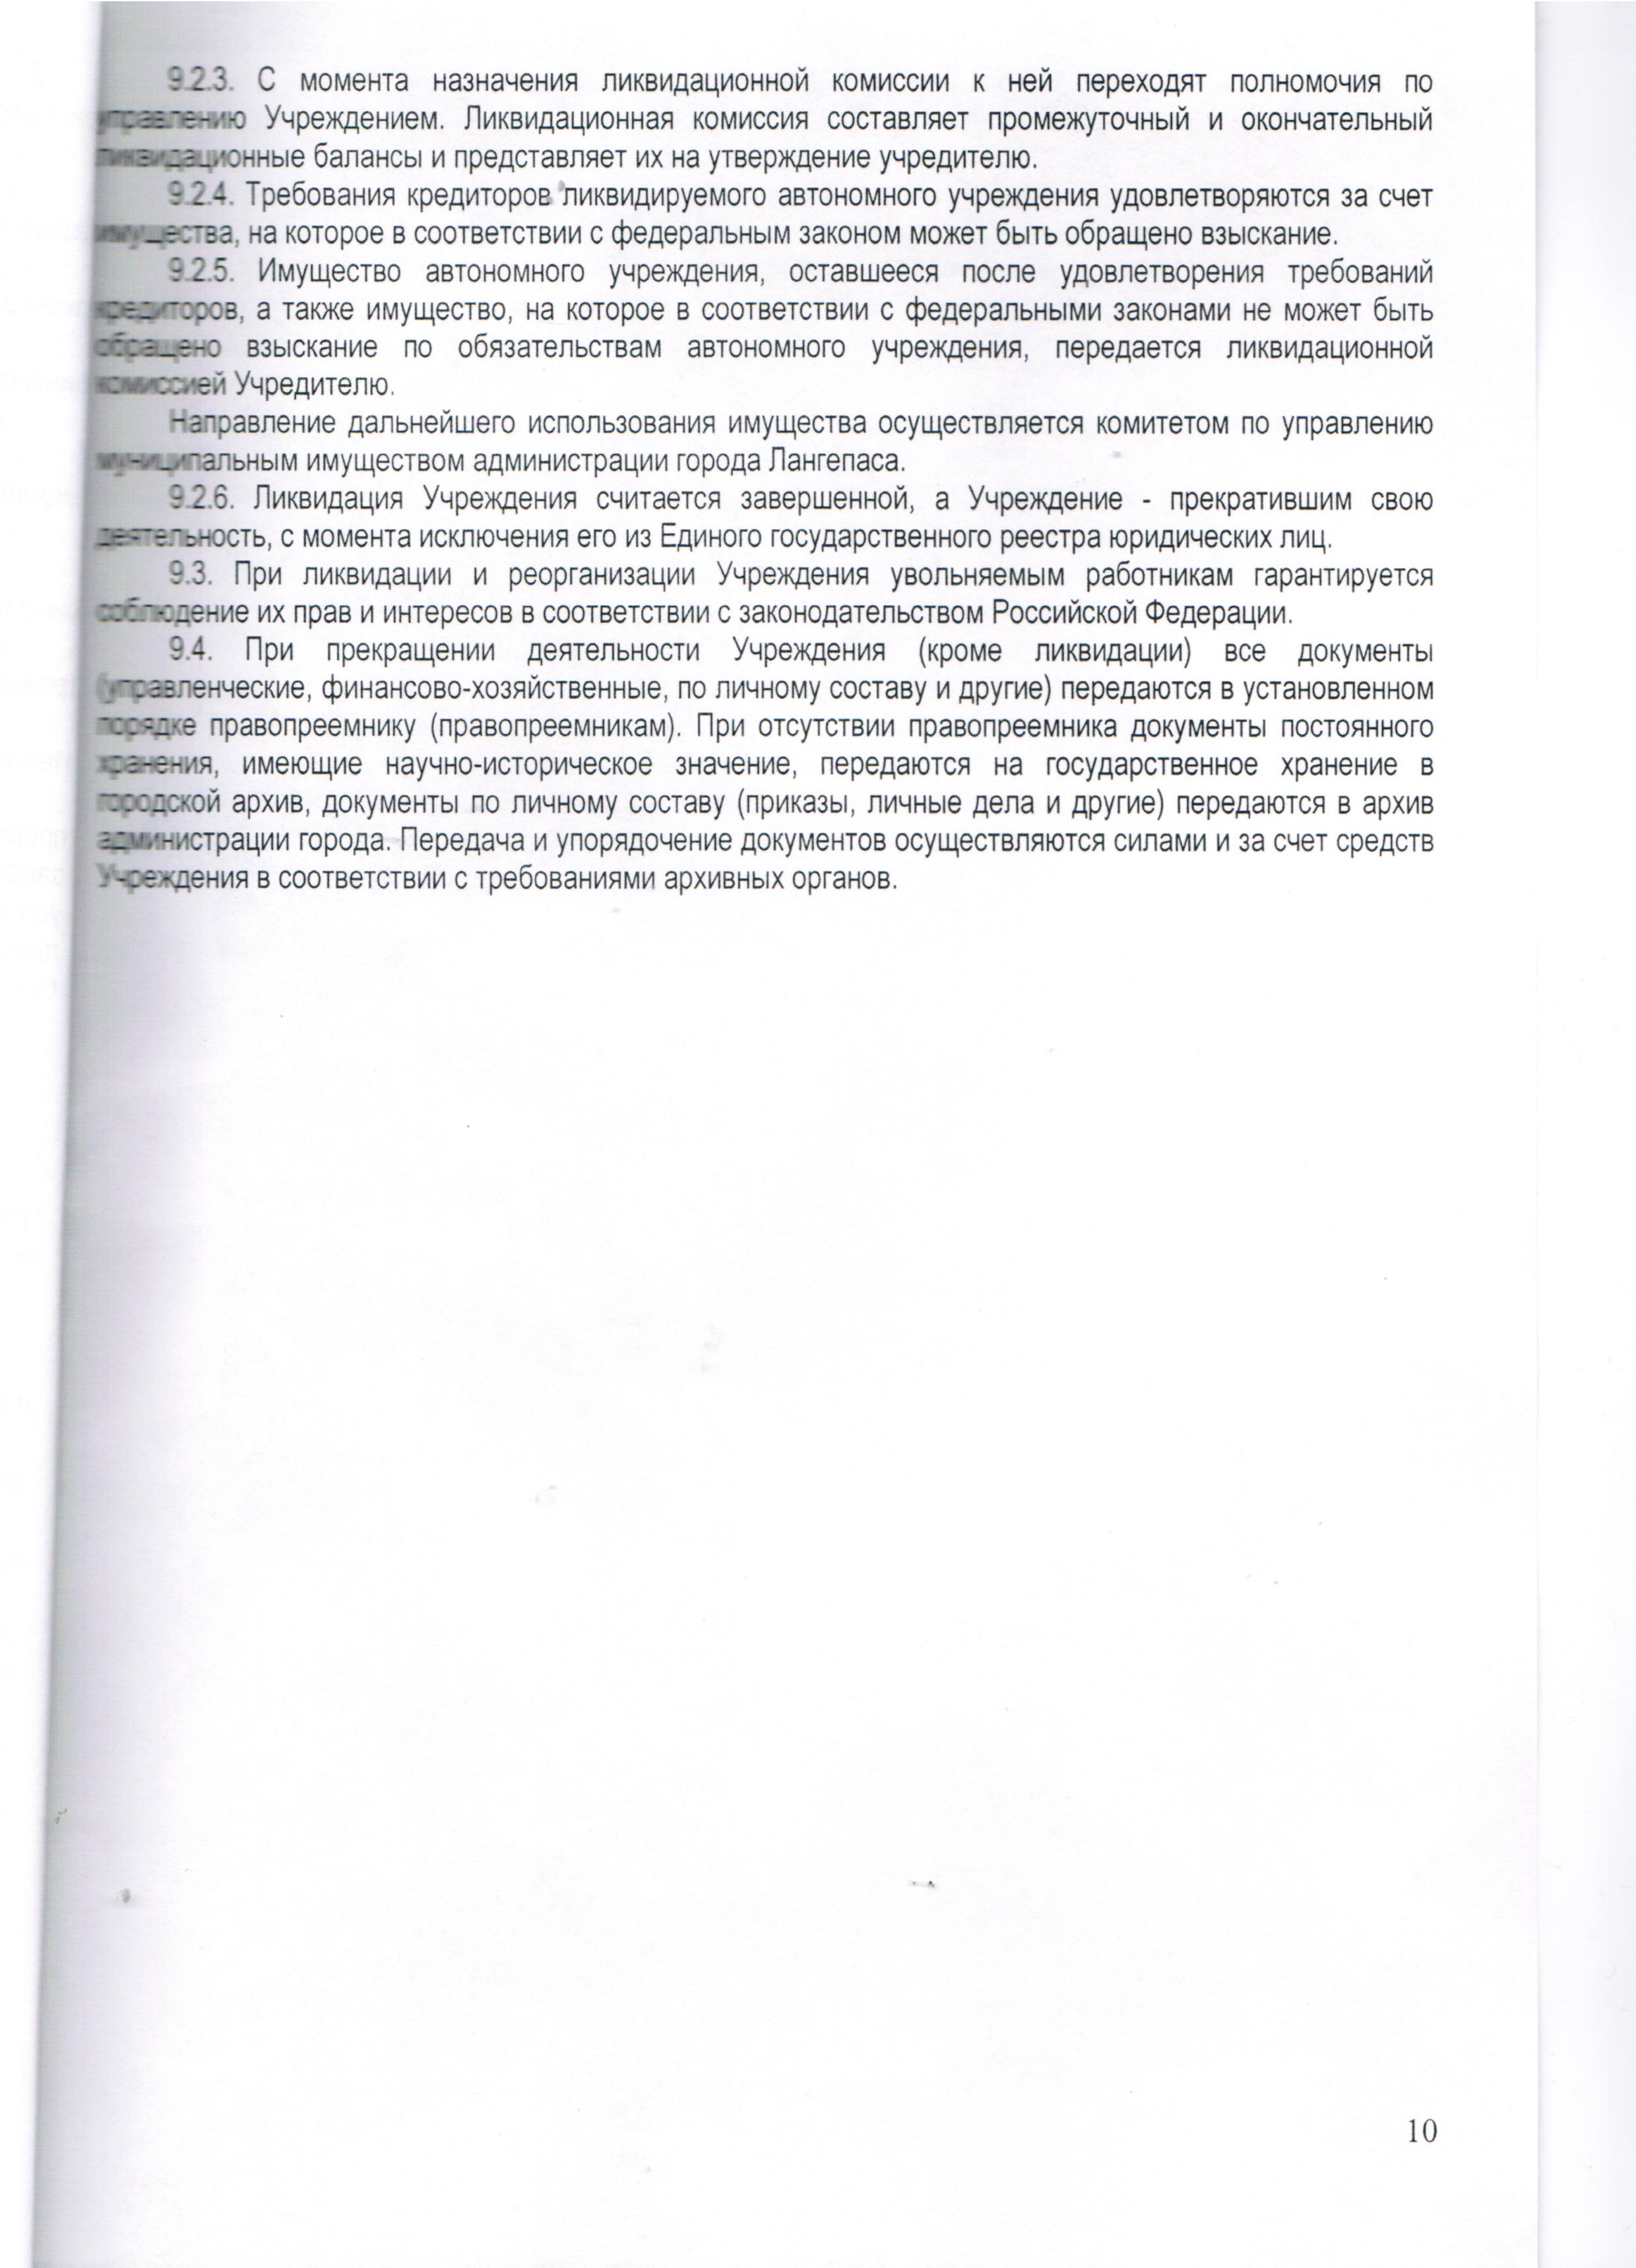 9.2.3. С момента назначения ликвидационной комиссии к ней переходят полномочия по
управлению Учреждением. Ликвидационная комиссия составляет промежуточный и окончательный
ликвидационные балансы и представляет их на утверждение учредителю.
9.2.4. Требования кредиторов ликвидируемого автономного учреждения удовлетворяются за счет
имущества, на которое в соответствии с федеральным законом может быть обращено взыскание.
9.2.5. Имущество автономного учреждения, оставшееся после удовлетворения требований
кредиторов, а также имущество, на которое в соответствии с федеральными законами не может быть
обращено взыскание по обязательствам автономного учреждения, передается ликвидационной
комиссией Учредителю.
Направление дальнейшего использования имущества осуществляется комитетом по управлению
муниципальным имуществом администрации города Лангепаса.
9.2.6. Ликвидация Учреждения считается завершенной, а Учреждение - прекратившим свою
деятельность, с момента исключения его из Единого государственного реестра юридических лиц.
9.3. При ликвидации и реорганизации Учреждения увольняемым работникам гарантируется
соблюдение их прав и интересов в соответствии с законодательством Российской Федерации.
9.4. При прекращении деятельности Учреждения (кроме ликвидации) все документы
(управленческие, финансово-хозяйственные, по личному составу и другие) передаются в установленном
порядке правопреемнику (правопреемникам). При отсутствии правопреемника документы постоянного
хранения, имеющие научно-историческое значение, передаются на государственное хранение в
городской архив, документы по личному составу (приказы, личные дела и другие) передаются в архив
администрации города. Передача и упорядочение документов осуществляются силами и за счет средств
Учреждения в соответствии с требованиями архивных органов.
10